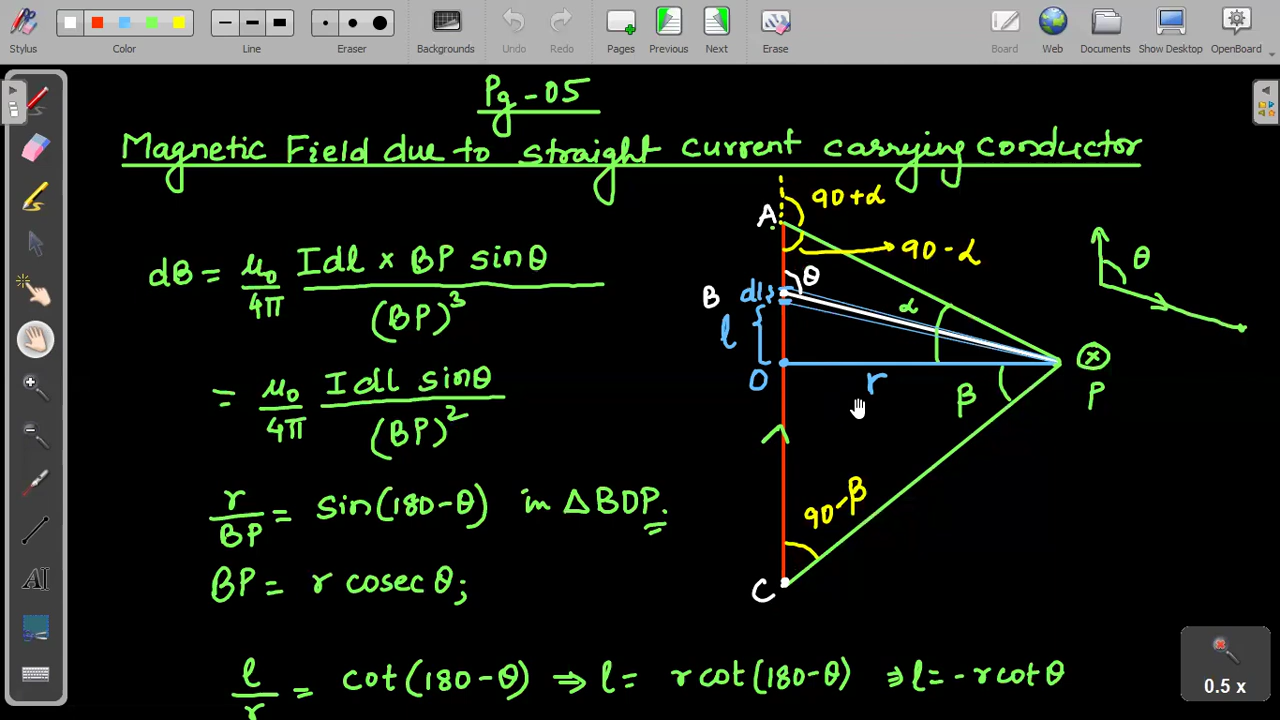 Stylus
Color
Line
Eraser
Backgrounds
Undo
Redo
Pages
Previous
Next
Erase
Board
Web
Documents
Show Desktop
OpenBoard
Pg-05
Magnetic Field due to straight current carrying conductor
dB = μ₀/4π Idl × BP sinθ / (BP)³
= μ₀/4π Idl sinθ / (BP)²
r/BP = sin(180-θ) in △BOP.
BP = r cosec θ;
l/r = cot(180-θ) ⇒ l = r cot(180-θ) ⇒ l = -r cot θ
A
90+α
90-α
θ
B
dl
l
α
O
r
β
P
90-β
C
θ
0.5 x